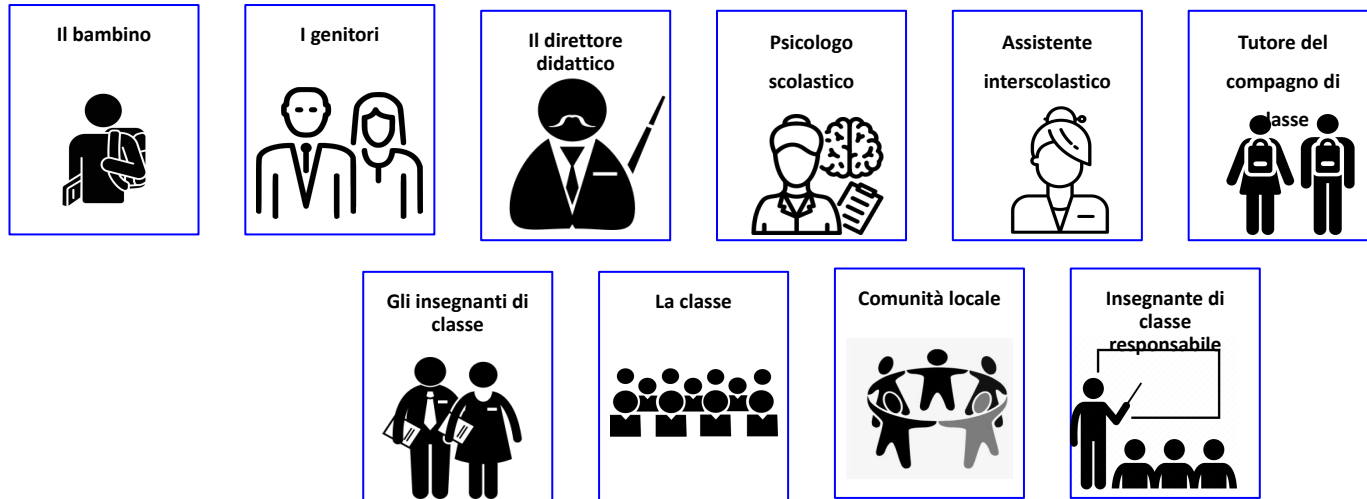 Il bambino
I genitori
Il direttore
didattico
Psicologo
scolastico
Assistente
interscolastico
Tutore del
compagno di
classe
Gli insegnanti di
classe
La classe
Comunità locale
Insegnante di
classe
responsabile